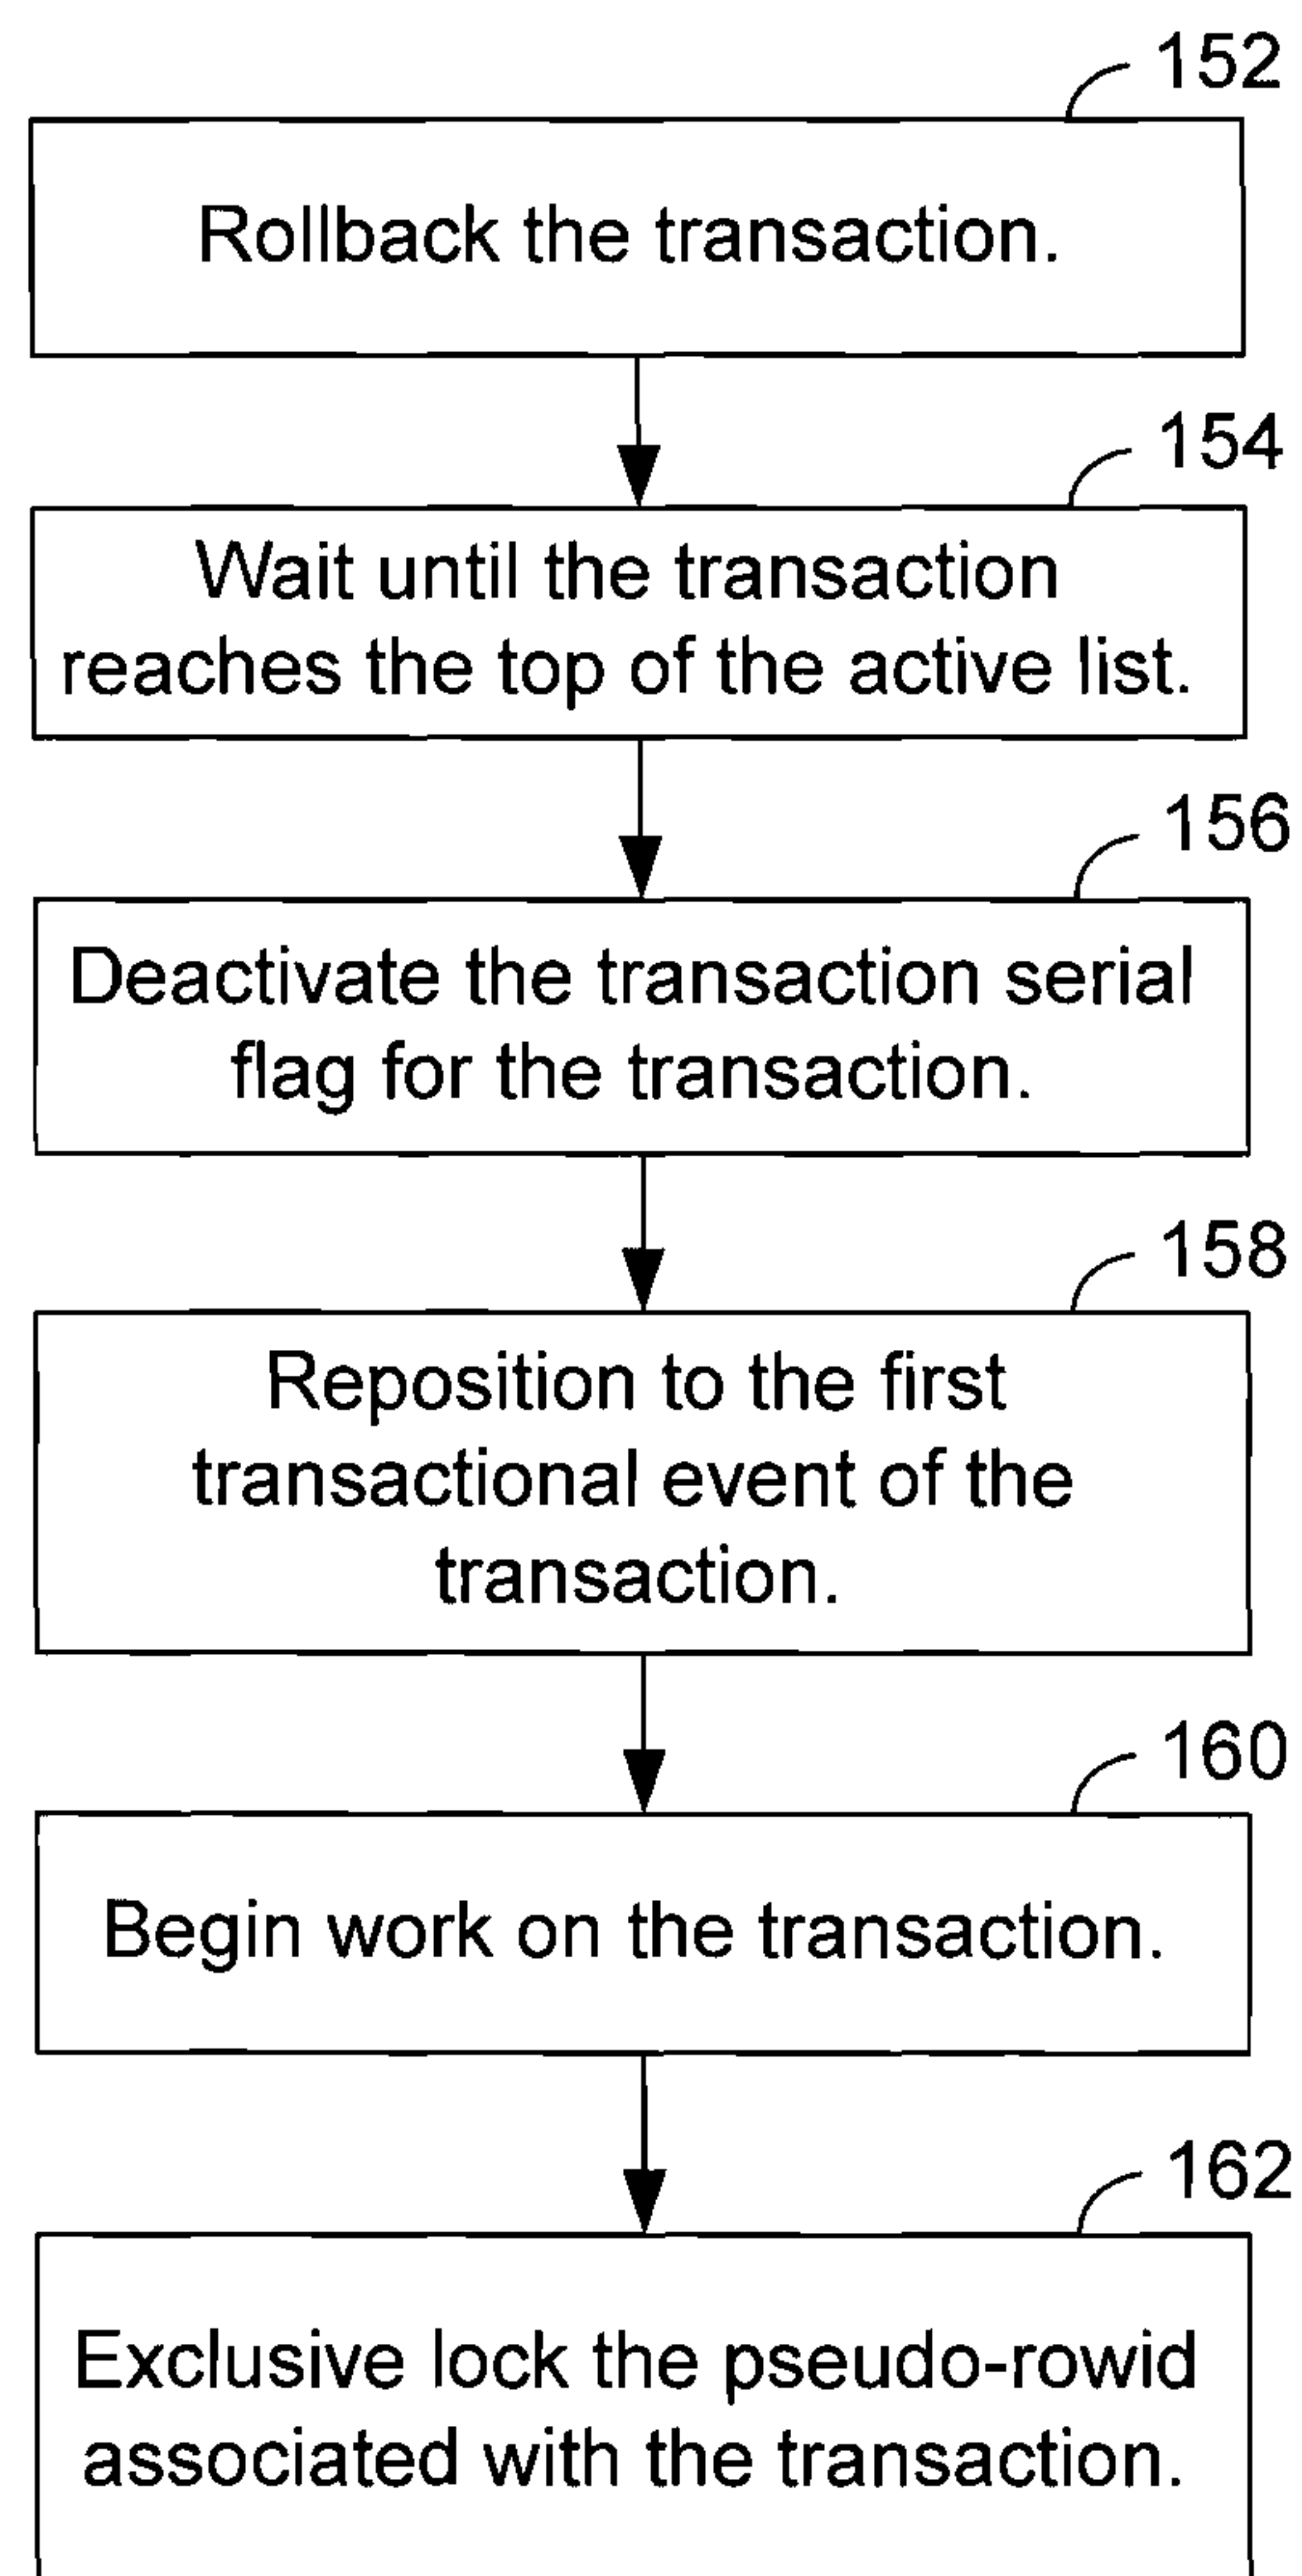 152
Rollback the transaction.
154
Wait until the transaction
reaches the top of the active list.
156
Deactivate the transaction serial
flag for the transaction.
158
Reposition to the first
transactional event of the
transaction.
160
Begin work on the transaction.
162
Exclusive lock the pseudo-rowid
associated with the transaction.